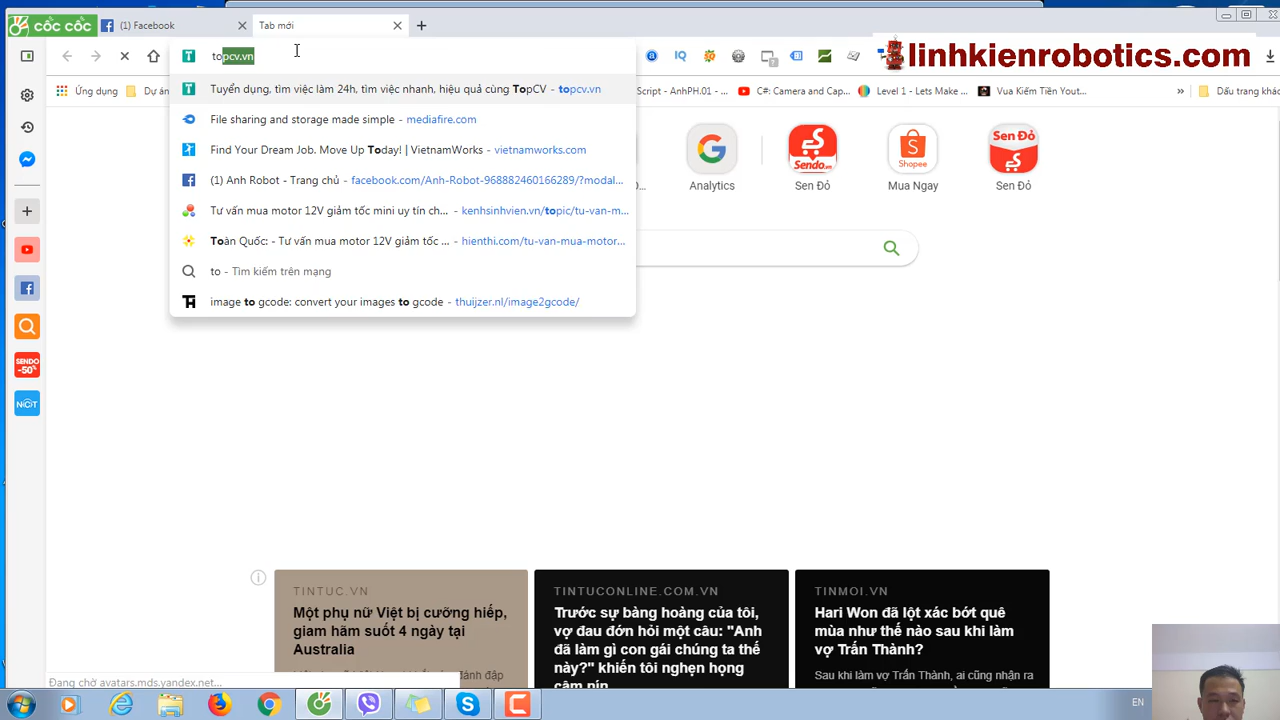 cốc cốc
(1) Facebook
Tab mới
topcv.vn
linhkienrobotics.com
Tuyển dụng, tìm việc làm 24h, tìm việc nhanh, hiệu quả cùng TopCV - topcv.vn
File sharing and storage made simple - mediafire.com
Find Your Dream Job. Move Up Today! | VietnamWorks - vietnamworks.com
(1) Anh Robot - Trang chủ - facebook.com/Anh-Robot-968882460166289/?modal...
Tư vấn mua motor 12V giảm tốc mini uy tín ch... - kenhsinhvien.vn/topic/tu-van-m...
Toàn Quốc: - Tư vấn mua motor 12V giảm tốc ... - hienthi.com/tu-van-mua-motor...
to - Tìm kiếm trên mạng
image to gcode: convert your images to gcode - thuijzer.nl/image2gcode/
Ứng dụng
Dự án
Script - AnphPH.01 - ...
C#: Camera and Cap...
Level 1 - Lets Make ...
Vua Kiếm Tiền Yout...
»
Dấu trang khác
Analytics
Sen Đỏ
Mua Ngay
Sen Đỏ
Sendo.vn
Shopee
SENDO
-50%
TINTUC.VN
Một phụ nữ Việt bị cưỡng hiếp,
giam hãm suốt 4 ngày tại
Australia
TINTUCONLINE.COM.VN
Trước sự bàng hoàng của tôi,
vợ đau đớn hỏi một câu: "Anh
đã làm gì con gái chúng ta thế
này?" khiến tôi nghẹn họng
câm nín
TINMOI.VN
Hari Won đã lột xác bớt quê
mùa như thế nào sau khi làm
vợ Trấn Thành?
Sau khi làm vợ Trấn Thành, ai cũng nhận ra
Đang chờ avatars.mds.yandex.net...
EN